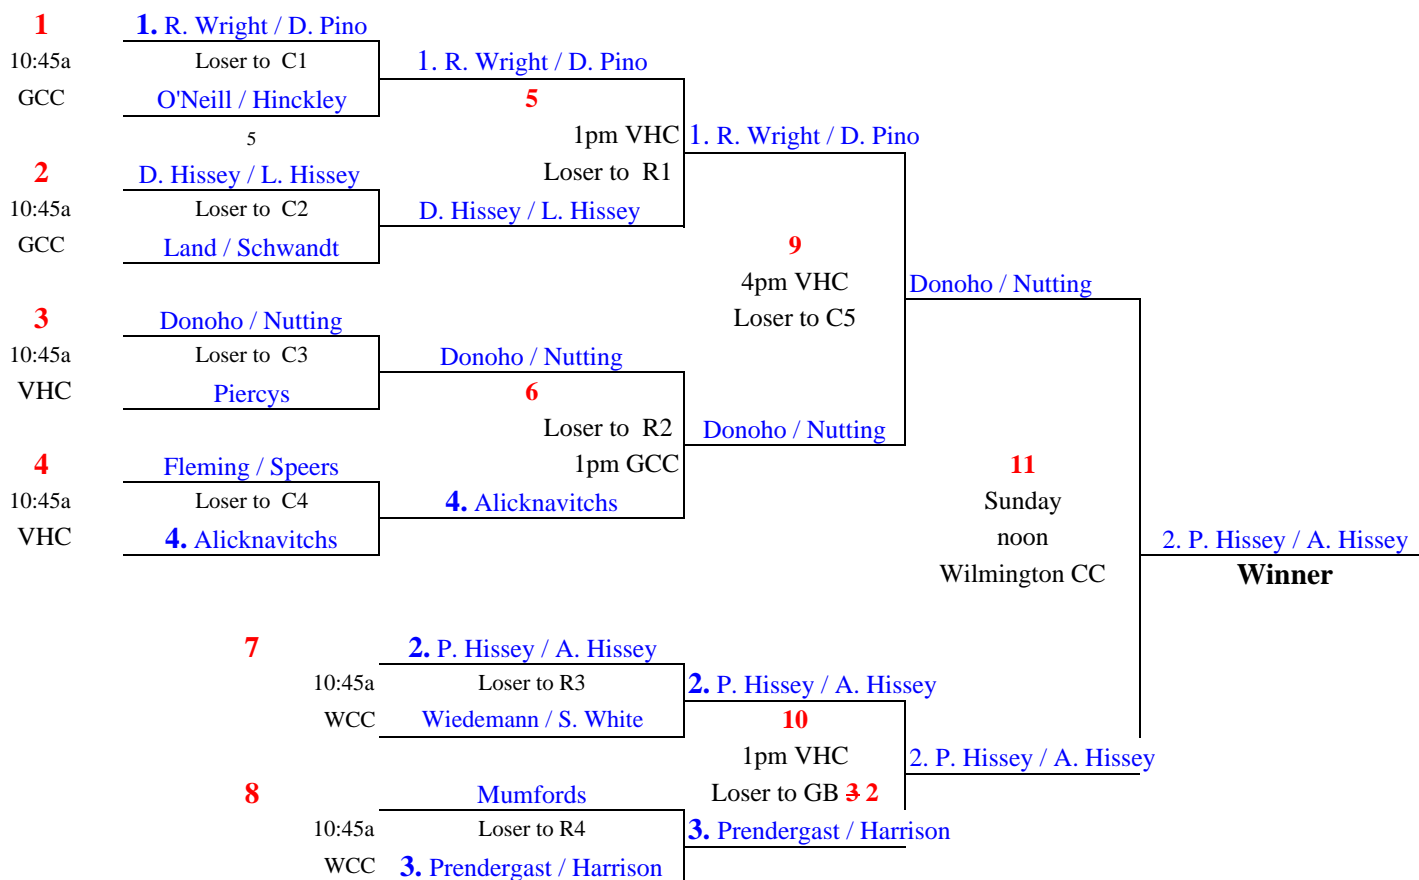 1 1. R. Wright / D. Pino
10:45a Loser to C1 1. R. Wright / D. Pino
GCC O'Neill / Hinckley 5
5 1pm VHC 1. R. Wright / D. Pino
2 D. Hissey / L. Hissey Loser to R1
10:45a Loser to C2 D. Hissey / L. Hissey
GCC Land / Schwandt 9
4pm VHC Donoho / Nutting
3 Donoho / Nutting Loser to C5
10:45a Loser to C3 Donoho / Nutting
VHC Piercys 6
Loser to R2 Donoho / Nutting
4 Fleming / Speers 1pm GCC 11
10:45a Loser to C4 4. Alicknavitchs Sunday
VHC 4. Alicknavitchs noon 2. P. Hissey / A. Hissey
Wilmington CC Winner
7 2. P. Hissey / A. Hissey
10:45a Loser to R3 2. P. Hissey / A. Hissey
WCC Wiedemann / S. White 10
1pm VHC 2. P. Hissey / A. Hissey
8 Mumfords Loser to GB 3 2
10:45a Loser to R4 3. Prendergast / Harrison
WCC 3. Prendergast / Harrison